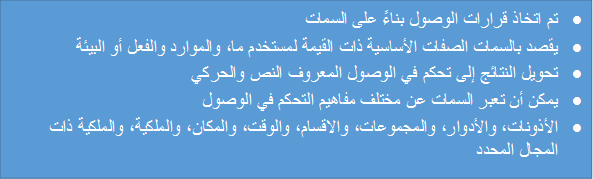 • تم اتخاذ قرارات الوصول بناءً على السمات
• يقصد بالسمات الصفات الأساسية ذات القيمة لمستخدم ما، والموارد والفعل أو البيئة
• تحويل النتائج إلى تحكم في الوصول المعروف النص والحركي
• يمكن أن تعبر السمات عن مختلف مفاهيم التحكم في الوصول
• الأذونات، والأدوار، والمجموعات، والاقسام، والوقت، والمكان، والملكية، والملكية ذات
المجال المحدد